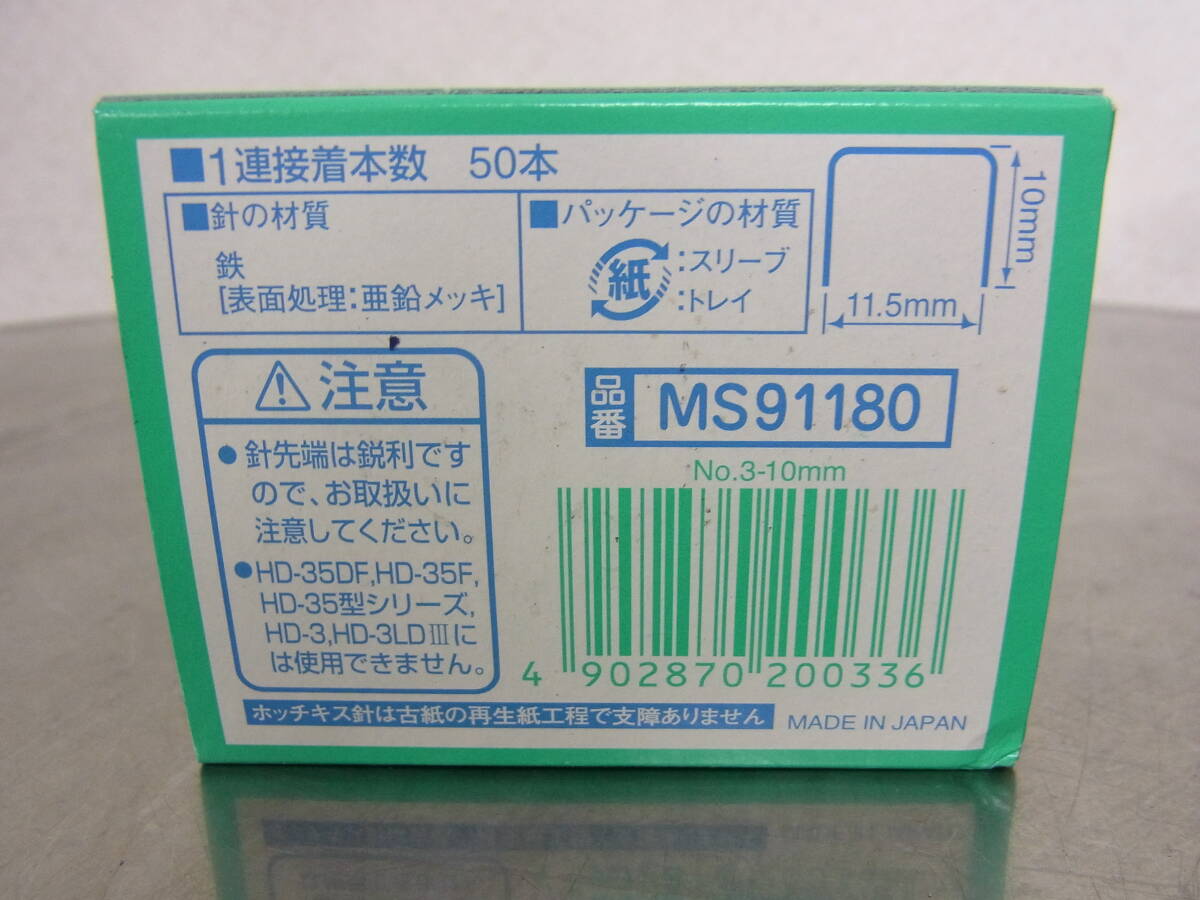 ■1連接着本数 50本
■針の材質
鉄
[表面処理:亜鉛メッキ]
■パッケージの材質
紙 :スリーブ
:トレイ
10mm
11.5mm
注意
●針先端は鋭利です
ので、お取扱いに
注意してください。
●HD-35DF,HD-35F,
HD-35型シリーズ,
HD-3,HD-3LDⅢに
は使用できません。
品番 MS91180
No.3-10mm
4 902870 200336
ホッチキス針は古紙の再生紙工程で支障ありません
MADE IN JAPAN